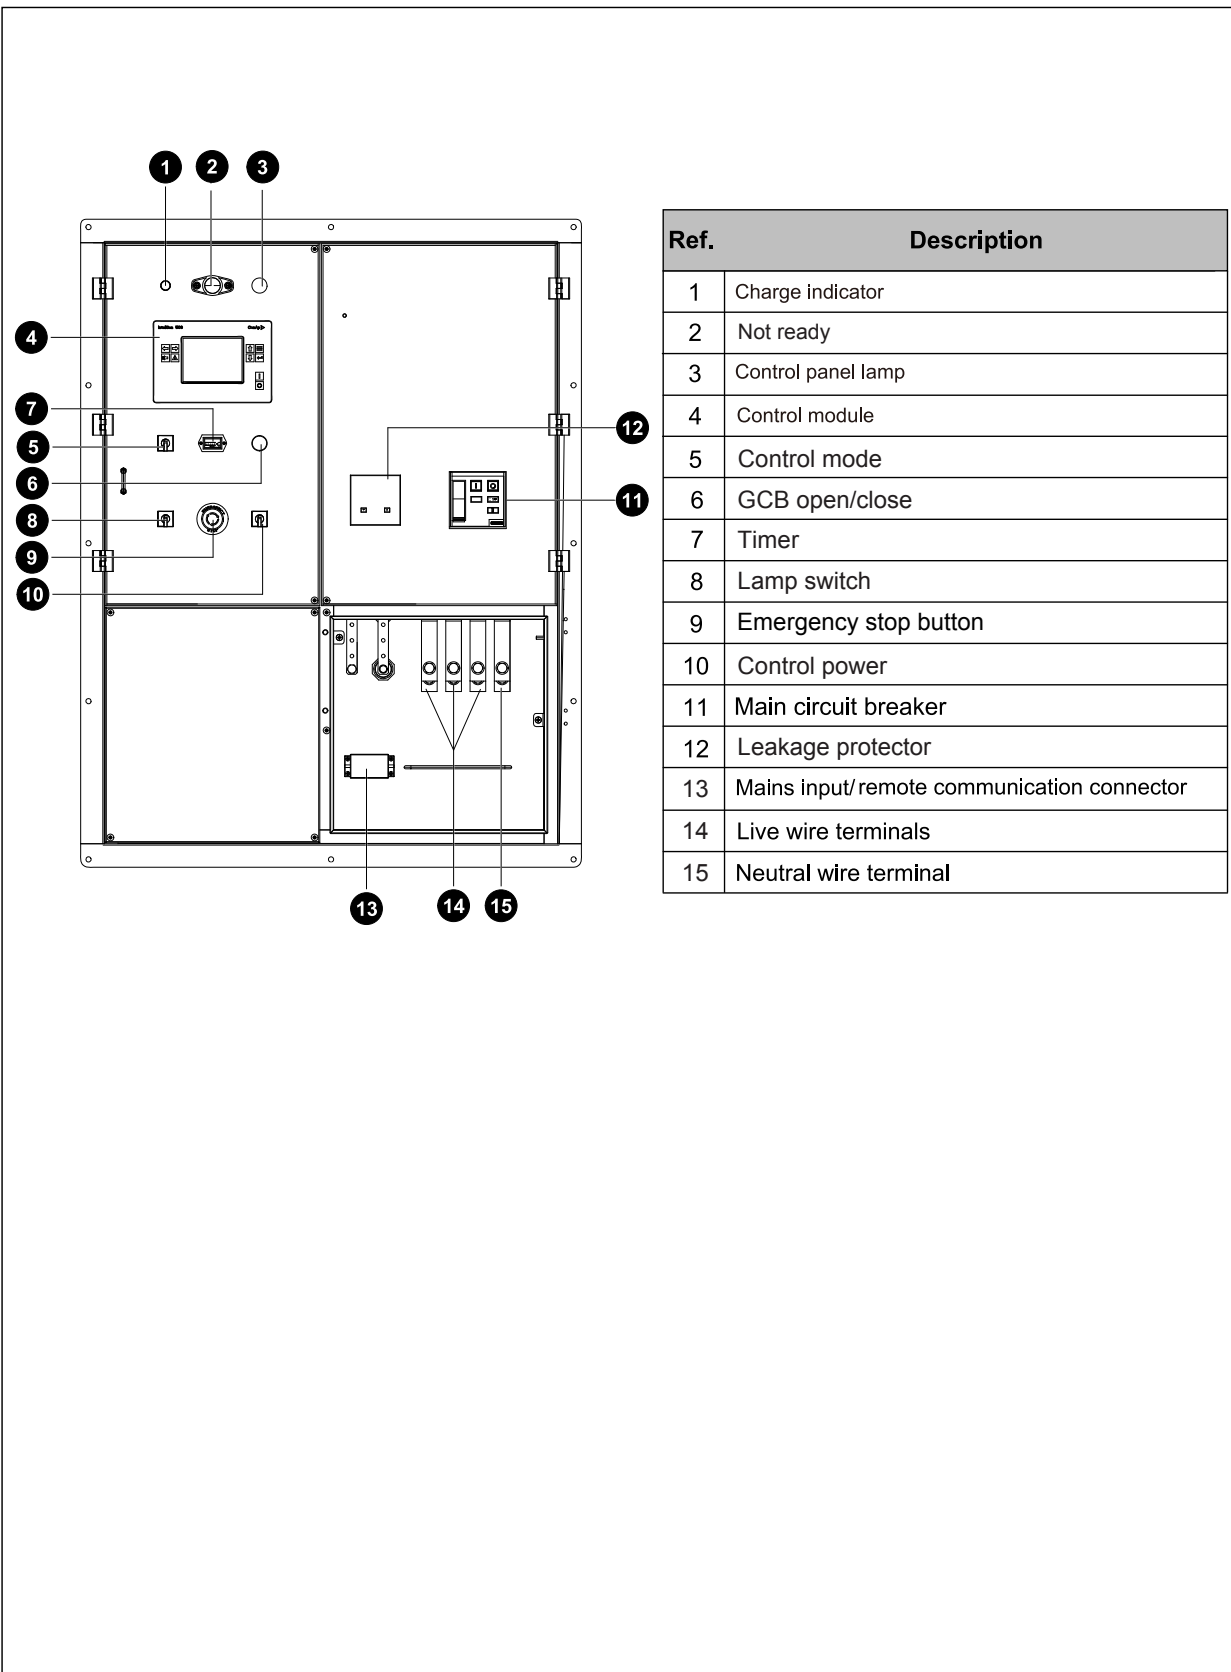 1 2 3
4
7
5
6
8
9
10
12
11
13 14 15
Ref. Description
1 Charge indicator
2 Not ready
3 Control panel lamp
4 Control module
5 Control mode
6 GCB open/close
7 Timer
8 Lamp switch
9 Emergency stop button
10 Control power
11 Main circuit breaker
12 Leakage protector
13 Mains input/remote communication connector
14 Live wire terminals
15 Neutral wire terminal